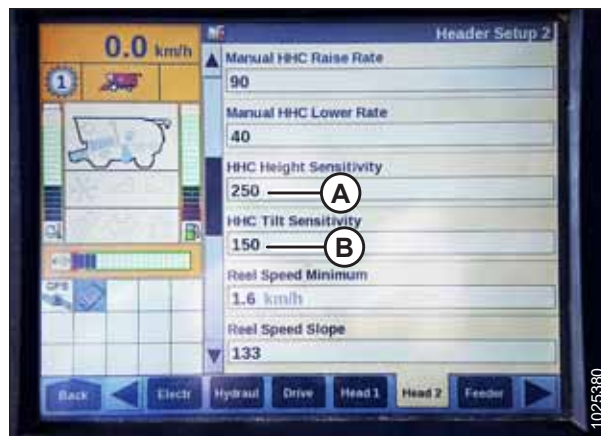 0.0 km/h
Header Setup 2
1
Manual HHC Raise Rate
90
Manual HHC Lower Rate
40
HHC Height Sensitivity
250
A
HHC Tilt Sensitivity
150
B
Reel Speed Minimum
1.6 km/h
Reel Speed Slope
133
GPS
Back
Electr
Hydraul
Drive
Head 1
Head 2
Feeder
1025380